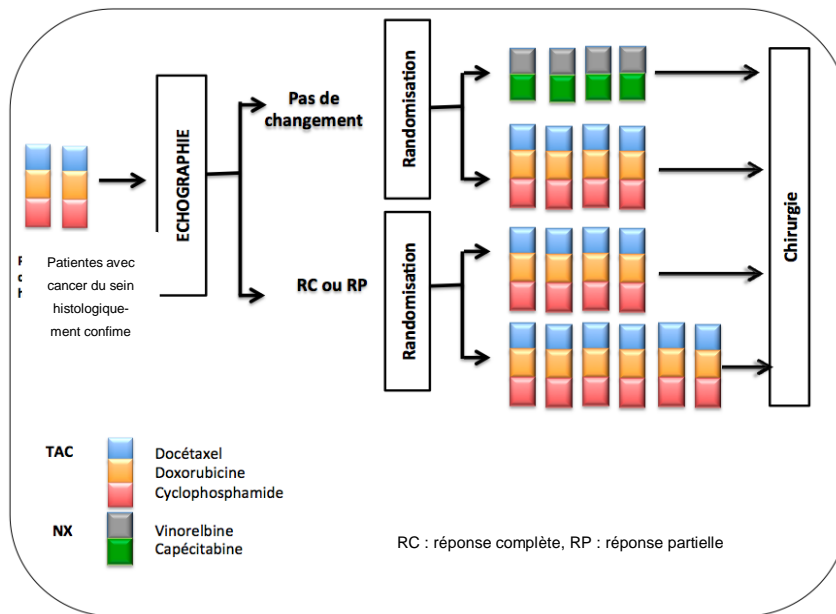 Patientes avec
cancer du sein
histologique-
ment confime
ECHOGRAPHIE
Pas de
changement
RC ou RP
Randomisation
Randomisation
Chirurgie
TAC
Docétaxel
Doxorubicine
Cyclophosphamide
NX
Vinorelbine
Capécitabine
RC : réponse complète, RP : réponse partielle